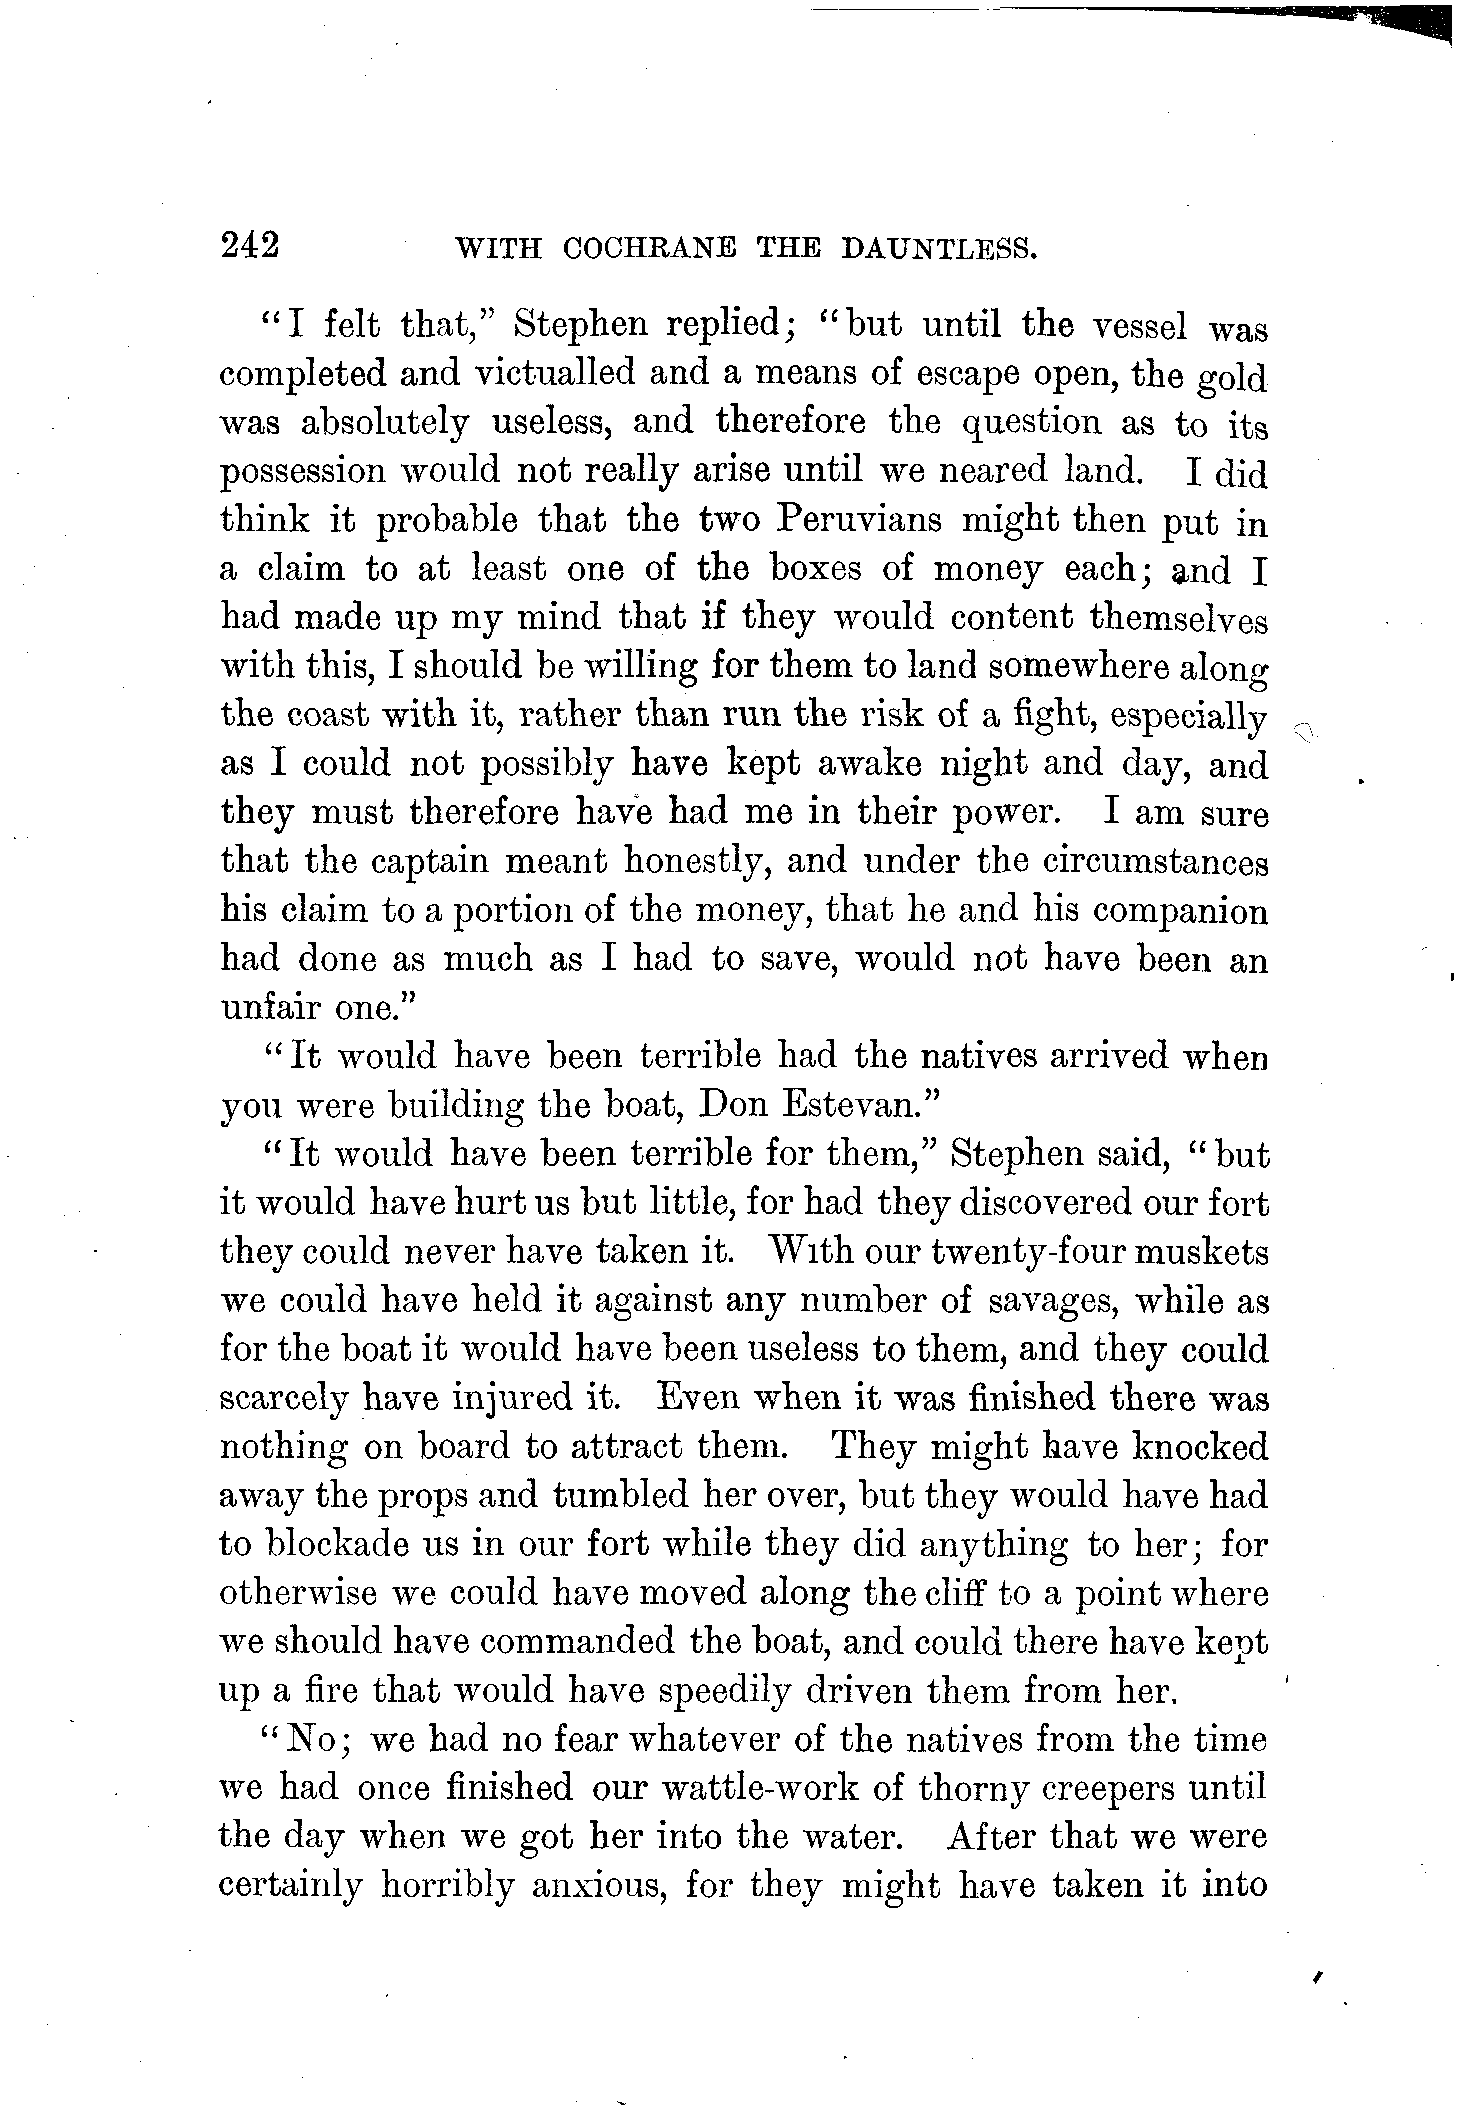 242 WITH COCHRANE THE DAUNTLESS.
"I felt that," Stephen replied; "but until the vessel was
completed and victualled and a means of escape open, the gold
was absolutely useless, and therefore the question as to its
possession would not really arise until we neared land. I did
think it probable that the two Peruvians might then put in
a claim to at least one of the boxes of money each; and I
had made up my mind that if they would content themselves
with this, I should be willing for them to land somewhere along
the coast with it, rather than run the risk of a fight, especially
as I could not possibly have kept awake night and day, and
they must therefore have had me in their power. I am sure
that the captain meant honestly, and under the circumstances
his claim to a portion of the money, that he and his companion
had done as much as I had to save, would not have been an
unfair one."
"It would have been terrible had the natives arrived when
you were building the boat, Don Estevan."
"It would have been terrible for them," Stephen said, "but
it would have hurt us but little, for had they discovered our fort
they could never have taken it. With our twenty-four muskets
we could have held it against any number of savages, while as
for the boat it would have been useless to them, and they could
scarcely have injured it. Even when it was finished there was
nothing on board to attract them. They might have knocked
away the props and tumbled her over, but they would have had
to blockade us in our fort while they did anything to her; for
otherwise we could have moved along the cliff to a point where
we should have commanded the boat, and could there have kept
up a fire that would have speedily driven them from her.
"No; we had no fear whatever of the natives from the time
we had once finished our wattle-work of thorny creepers until
the day when we got her into the water. After that we were
certainly horribly anxious, for they might have taken it into